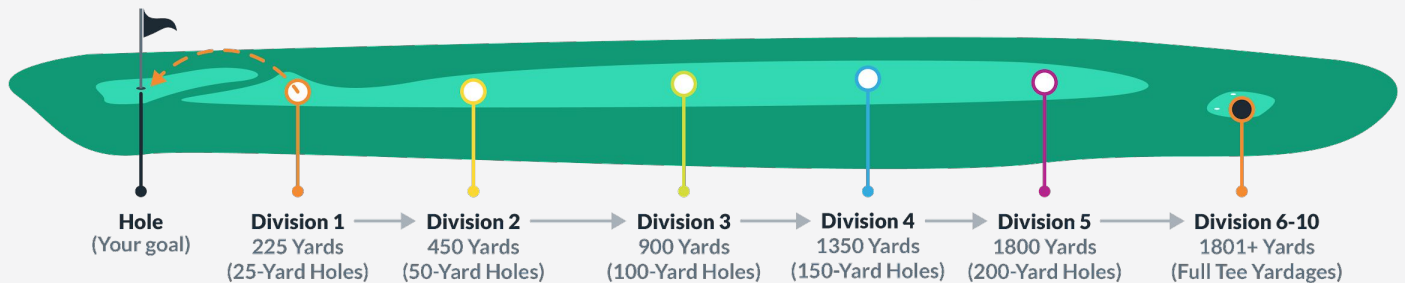 Hole
(Your goal)
Division 1
225 Yards
(25-Yard Holes)
Division 2
450 Yards
(50-Yard Holes)
Division 3
900 Yards
(100-Yard Holes)
Division 4
1350 Yards
(150-Yard Holes)
Division 5
1800 Yards
(200-Yard Holes)
Division 6-10
1801+ Yards
(Full Tee Yardages)